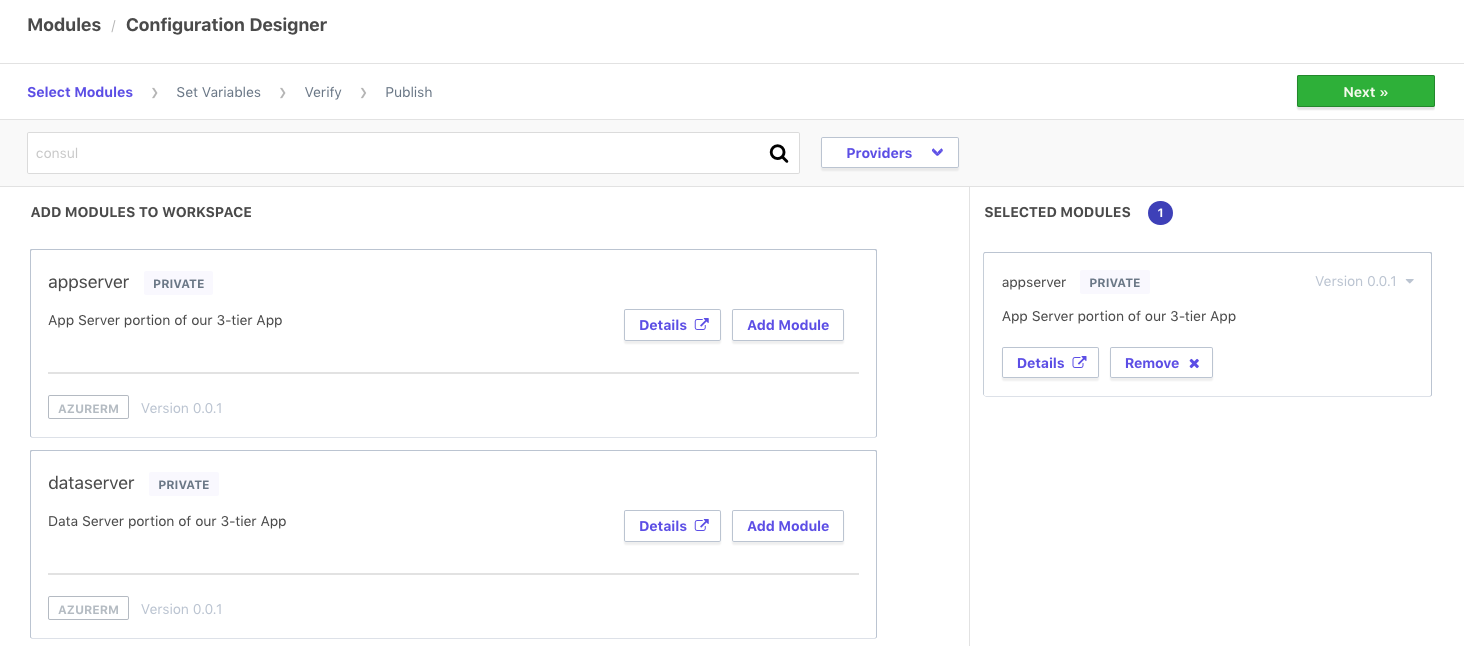 Modules / Configuration Designer
Select Modules > Set Variables > Verify > Publish
Next »
consul
Providers
ADD MODULES TO WORKSPACE
appserver PRIVATE
App Server portion of our 3-tier App
Details Add Module
AZURERM Version 0.0.1
dataserver PRIVATE
Data Server portion of our 3-tier App
Details Add Module
AZURERM Version 0.0.1
SELECTED MODULES 1
appserver PRIVATE Version 0.0.1
App Server portion of our 3-tier App
Details Remove ×